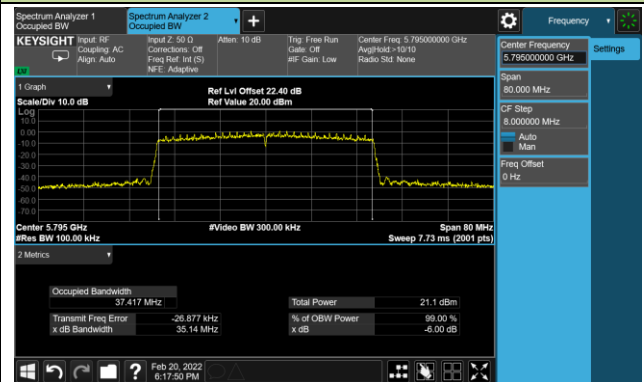 Spectrum Analyzer 1
Occupied BW
Spectrum Analyzer 2
Occupied BW
Frequency
KEYSIGHT
Input: RF
Coupling: AC
Align: Auto
Input Z: 50 Ω
Corrections: Off
Freq Ref: Int (S)
NFE: Adaptive
Atten: 10 dB
Trig: Free Run
Gate: Off
#IF Gain: Low
Center Freq: 5.795000000 GHz
Avg|Hold:>10/10
Radio Std: None
Center Frequency
5.795000000 GHz
Settings
Span
80.000 MHz
CF Step
8.000000 MHz
Auto
Man
Freq Offset
0 Hz
1 Graph
Scale/Div 10.0 dB
Ref Lvl Offset 22.40 dB
Ref Value 20.00 dBm
Log
10.0
0.00
-10.0
-20.0
-30.0
-40.0
-50.0
-60.0
-70.0
Center 5.795 GHz
#Video BW 300.00 kHz
Span 80 MHz
#Res BW 100.00 kHz
Sweep 7.73 ms (2001 pts)
2 Metrics
Occupied Bandwidth
37.417 MHz
Total Power
21.1 dBm
Transmit Freq Error
-26.877 kHz
% of OBW Power
99.00 %
x dB Bandwidth
35.14 MHz
x dB
-6.00 dB
?
Feb 20, 2022
6:17:50 PM